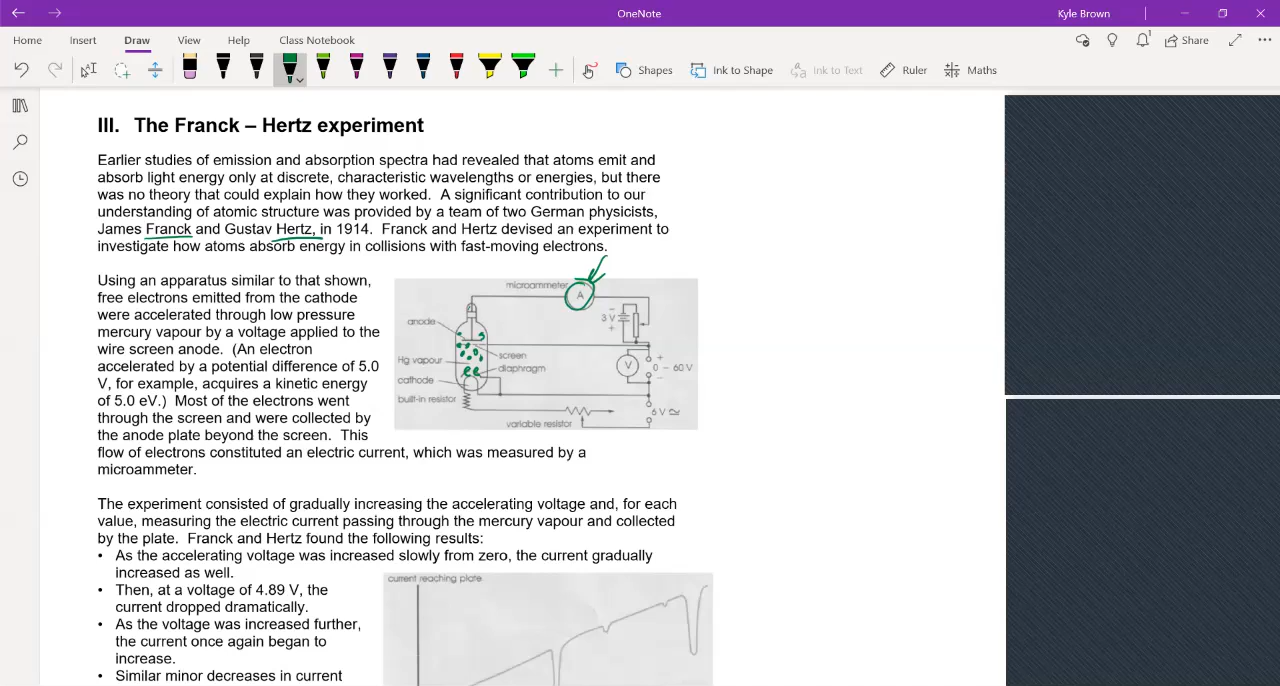 OneNote
Kyle Brown
Home Insert Draw View Help Class Notebook
Share
Shapes Ink to Shape Ink to Text Ruler Maths
III. The Franck – Hertz experiment
Earlier studies of emission and absorption spectra had revealed that atoms emit and
absorb light energy only at discrete, characteristic wavelengths or energies, but there
was no theory that could explain how they worked. A significant contribution to our
understanding of atomic structure was provided by a team of two German physicists,
James Franck and Gustav Hertz, in 1914. Franck and Hertz devised an experiment to
investigate how atoms absorb energy in collisions with fast-moving electrons.
Using an apparatus similar to that shown,
free electrons emitted from the cathode
were accelerated through low pressure
mercury vapour by a voltage applied to the
wire screen anode. (An electron
accelerated by a potential difference of 5.0
V, for example, acquires a kinetic energy
of 5.0 eV.) Most of the electrons went
through the screen and were collected by
the anode plate beyond the screen. This
flow of electrons constituted an electric current, which was measured by a
microammeter.
microammeter
A
anode
3 V
–
+
screen
Hg vapour
diaphragm
V
+
0 – 60 V
–
cathode
built-in resistor
6 V
variable resistor
The experiment consisted of gradually increasing the accelerating voltage and, for each
value, measuring the electric current passing through the mercury vapour and collected
by the plate. Franck and Hertz found the following results:
• As the accelerating voltage was increased slowly from zero, the current gradually
increased as well.
• Then, at a voltage of 4.89 V, the
current dropped dramatically.
• As the voltage was increased further,
the current once again began to
increase.
• Similar minor decreases in current
current reaching plate